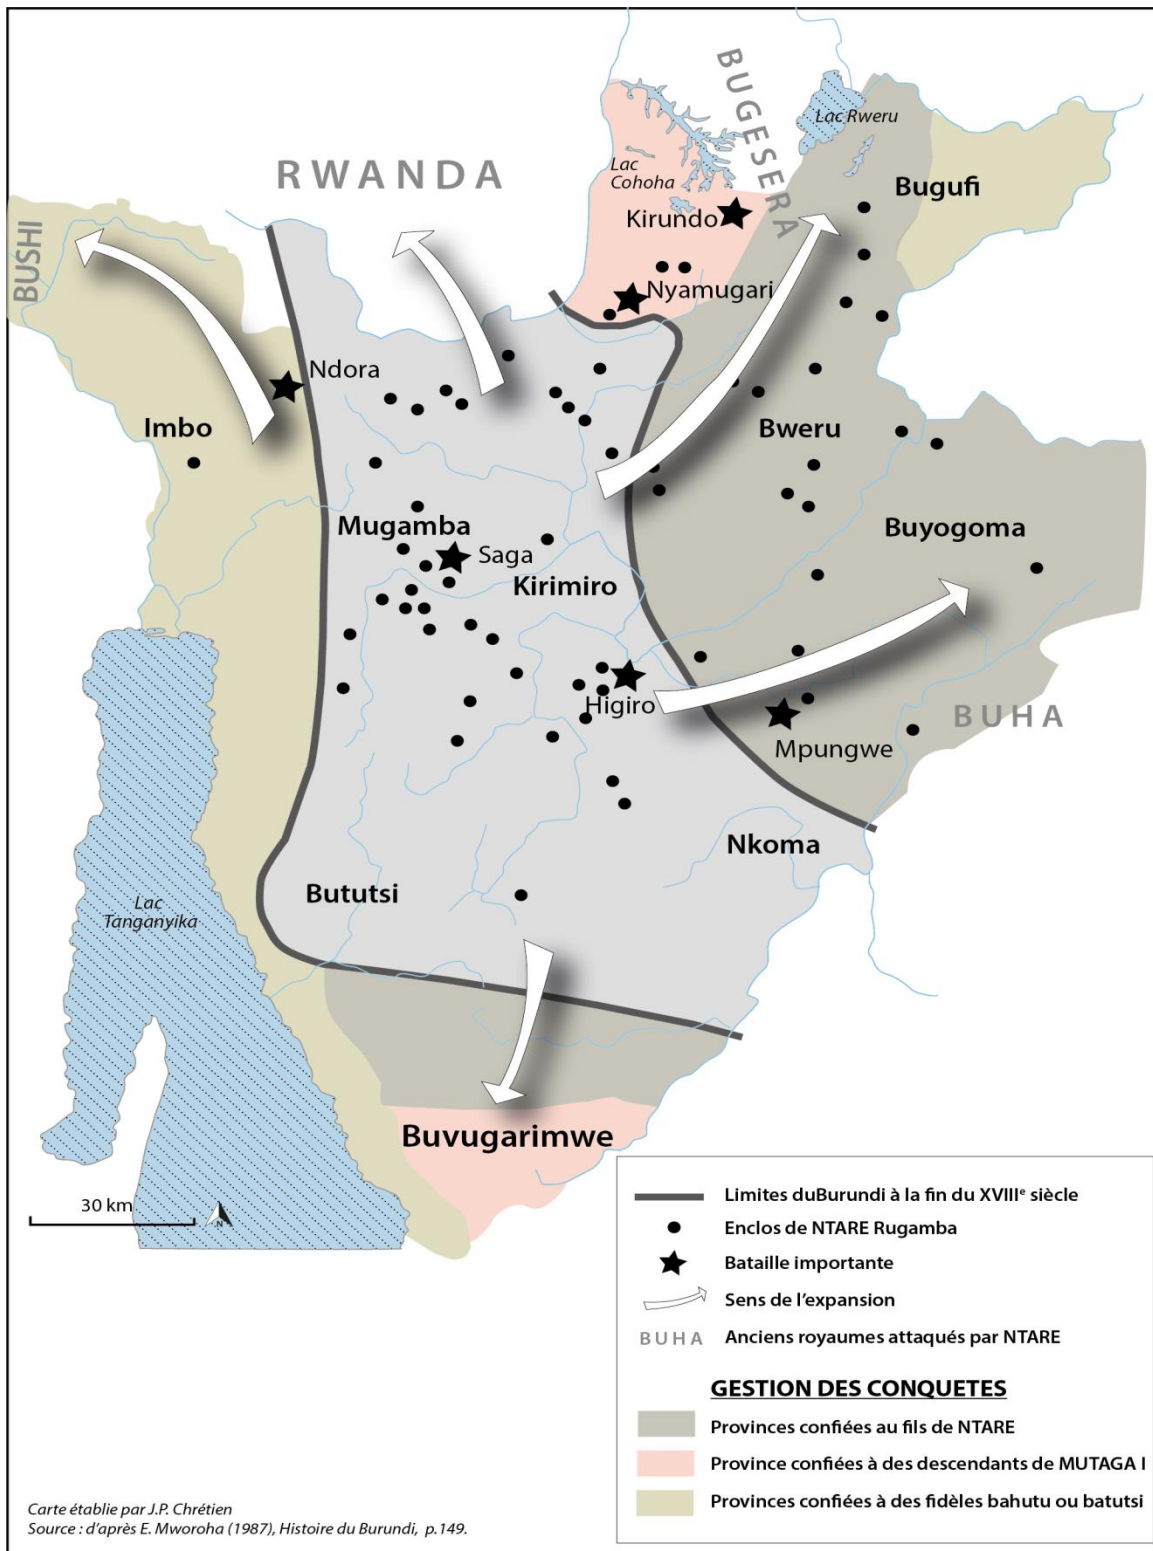 BUGESERA
Lac Rweru
RWANDA
Lac
Cohoha
Bugufi
Kirundo
BUSHI
Nyamugari
Ndora
Imbo
Bweru
Mugamba
Buyogoma
Saga
Kirimiro
Higiro
BUHA
Mpungwe
Nkoma
Bututsi
Lac
Tanganyika
Buvugarimwe
30 km
N
Limites duBurundi à la fin du XVIIIe siècle
Enclos de NTARE Rugamba
Bataille importante
Sens de l'expansion
BUHA Anciens royaumes attaqués par NTARE
GESTION DES CONQUETES
Provinces confiées au fils de NTARE
Province confiées à des descendants de MUTAGA I
Provinces confiées à des fidèles bahutu ou batutsi
Carte établie par J.P. Chrétien
Source : d'après E. Mworoha (1987), Histoire du Burundi, p.149.